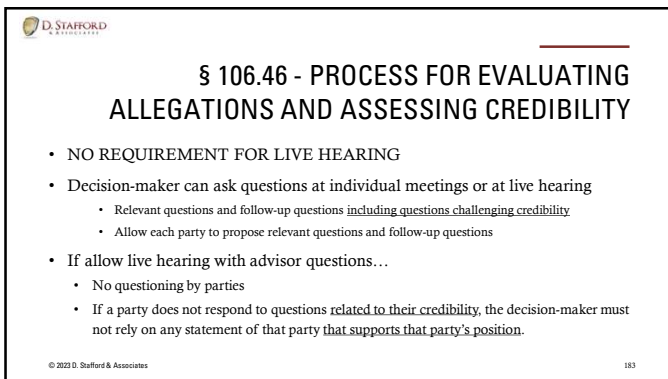 D. STAFFORD
& ASSOCIATES
§ 106.46 - PROCESS FOR EVALUATING
ALLEGATIONS AND ASSESSING CREDIBILITY
• NO REQUIREMENT FOR LIVE HEARING
• Decision-maker can ask questions at individual meetings or at live hearing
• Relevant questions and follow-up questions including questions challenging credibility
• Allow each party to propose relevant questions and follow-up questions
• If allow live hearing with advisor questions…
• No questioning by parties
• If a party does not respond to questions related to their credibility, the decision-maker must
not rely on any statement of that party that supports that party's position.
© 2023 D. Stafford & Associates
183